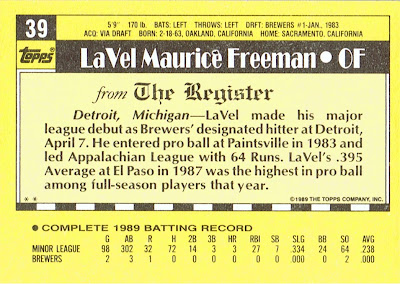 39
5'9" 170 lb. BATS: LEFT THROWS: LEFT DRFT: BREWERS #1-JAN., 1983
ACQ: VIA DRAFT BORN: 2-18-63, OAKLAND, CALIFORNIA HOME: SACRAMENTO, CALIFORNIA
Topps
LaVel Maurice Freeman • OF
from The Register
Detroit, Michigan—LaVel made his major
league debut as Brewers' designated hitter at Detroit,
April 7. He entered pro ball at Paintsville in 1983 and
led Appalachian League with 64 Runs. LaVel's .395
Average at El Paso in 1987 was the highest in pro ball
among full-season players that year.
* * ©1989 THE TOPPS COMPANY, INC.
• COMPLETE 1989 BATTING RECORD
G AB R H 2B 3B HR RBI SB SLG BB SO AVG
MINOR LEAGUE 98 302 32 72 14 3 3 27 7 .334 24 64 .238
BREWERS 2 3 1 0 0 0 0 0 0 .000 0 2 .000